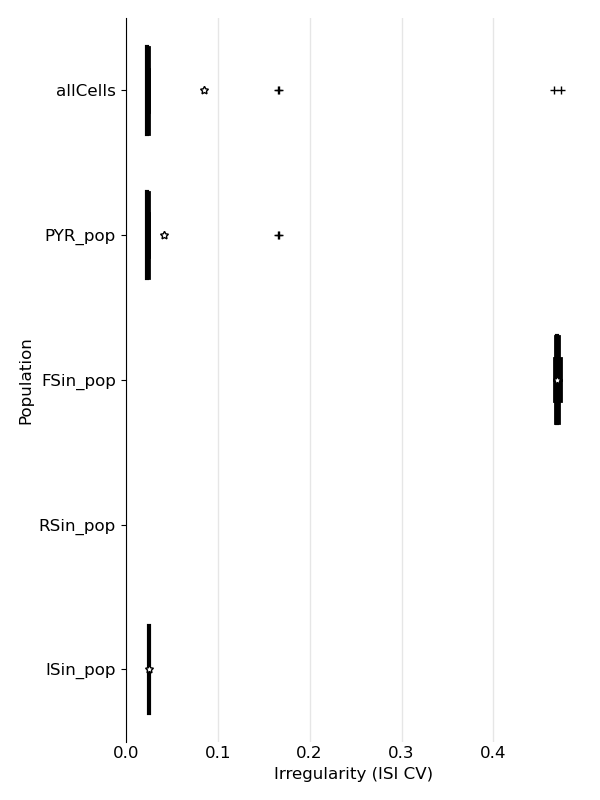 allCells
PYR_pop
FSin_pop
RSin_pop
ISin_pop
Population
0.0 0.1 0.2 0.3 0.4
Irregularity (ISI CV)